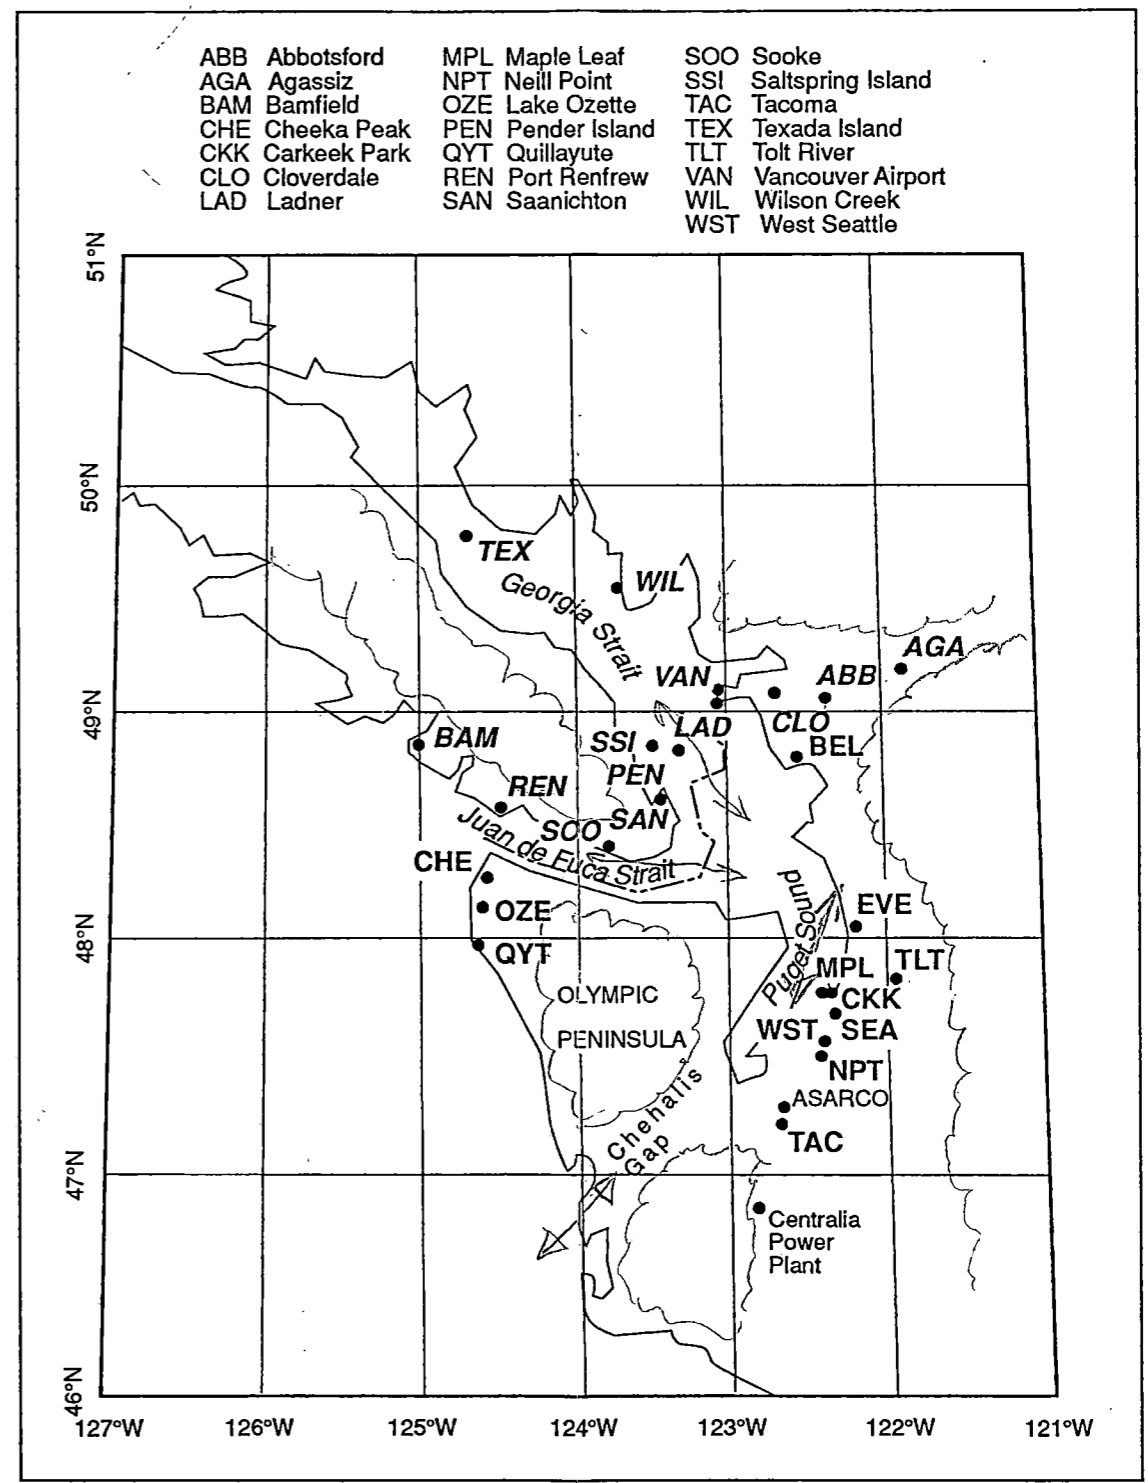 ABB Abbotsford
AGA Agassiz
BAM Bamfield
CHE Cheeka Peak
CKK Carkeek Park
CLO Cloverdale
LAD Ladner
MPL Maple Leaf
NPT Neill Point
OZE Lake Ozette
PEN Pender Island
QYT Quillayute
REN Port Renfrew
SAN Saanichton
SOO Sooke
SSI Saltspring Island
TAC Tacoma
TEX Texada Island
TLT Tolt River
VAN Vancouver Airport
WIL Wilson Creek
WST West Seattle
51°N
50°N
TEX
WIL
Georgia Strait
AGA
VAN
ABB
49°N
CLO
LAD
BAM
SSI
BEL
PEN
REN
SAN
SOO
Juan de Fuca Strait
CHE
Puget Sound
EVE
OZE
48°N
QYT
TLT
MPL
OLYMPIC
PENINSULA
CKK
WST
SEA
NPT
ASARCO
Chehalis
Gap
TAC
47°N
Centralia
Power
Plant
46°N
127°W
126°W
125°W
124°W
123°W
122°W
121°W